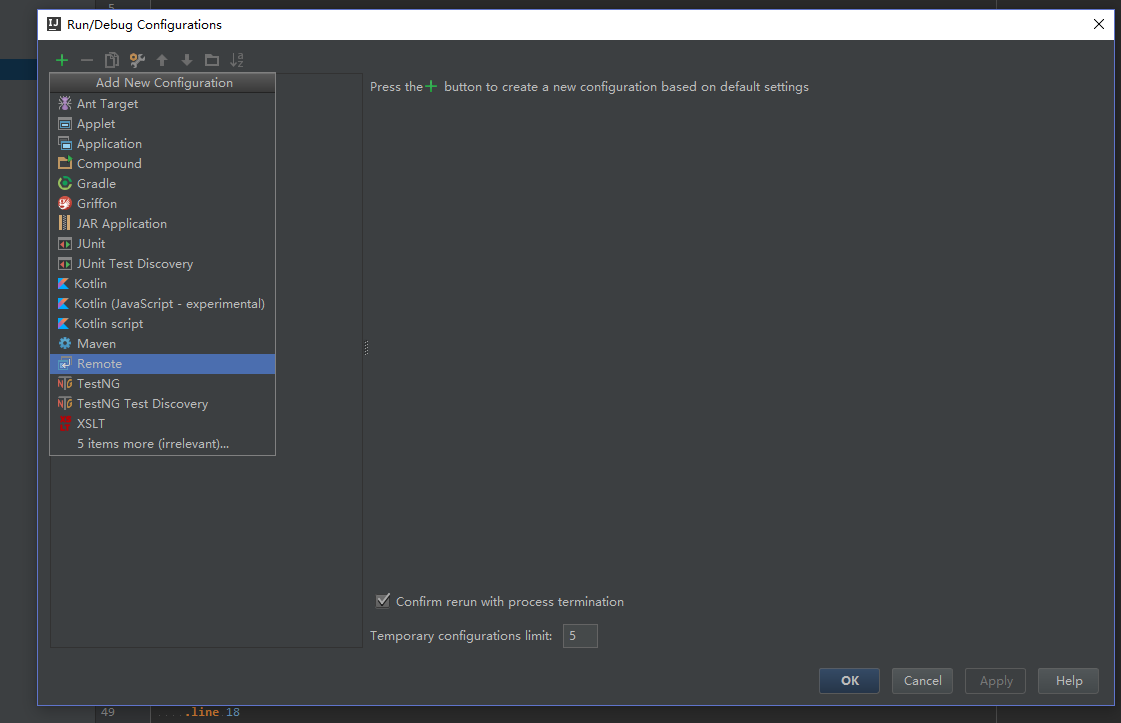 5
Run/Debug Configurations
Add New Configuration
Press the + button to create a new configuration based on default settings
Ant Target
Applet
Application
Compound
Gradle
Griffon
JAR Application
JUnit
JUnit Test Discovery
Kotlin
Kotlin (JavaScript - experimental)
Kotlin script
Maven
Remote
TestNG
TestNG Test Discovery
XSLT
5 items more (irrelevant)...
Confirm rerun with process termination
Temporary configurations limit: 5
OK Cancel Apply Help
49 .line 18